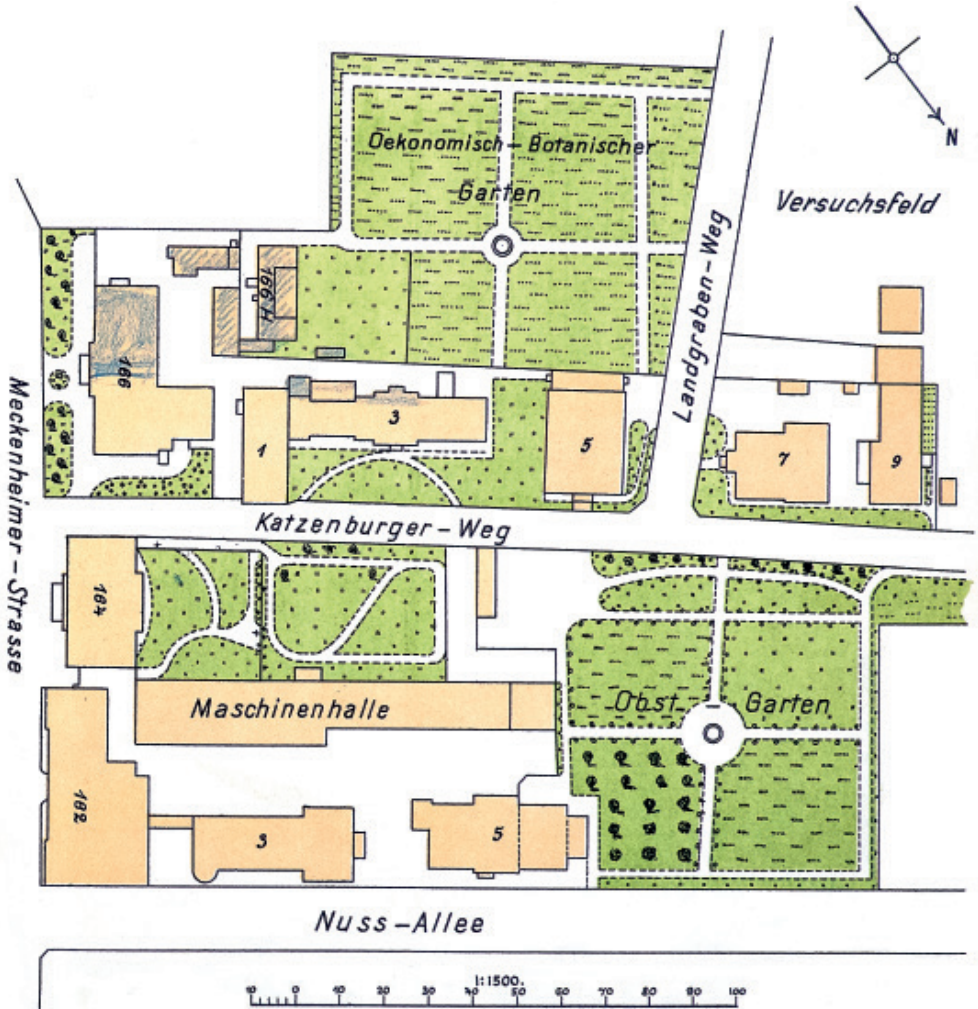 N
Oekonomisch-Botanischer
Garten
Versuchsfeld
Landgraben-Weg
166 H
166
Meckenheimer-Strasse
1
3
5
7
9
Katzenburger-Weg
164
Maschinenhalle
Obst Garten
162
3
5
Nuss-Allee
1:1500.
10 0 10 20 30 40 50 60 70 80 90 100